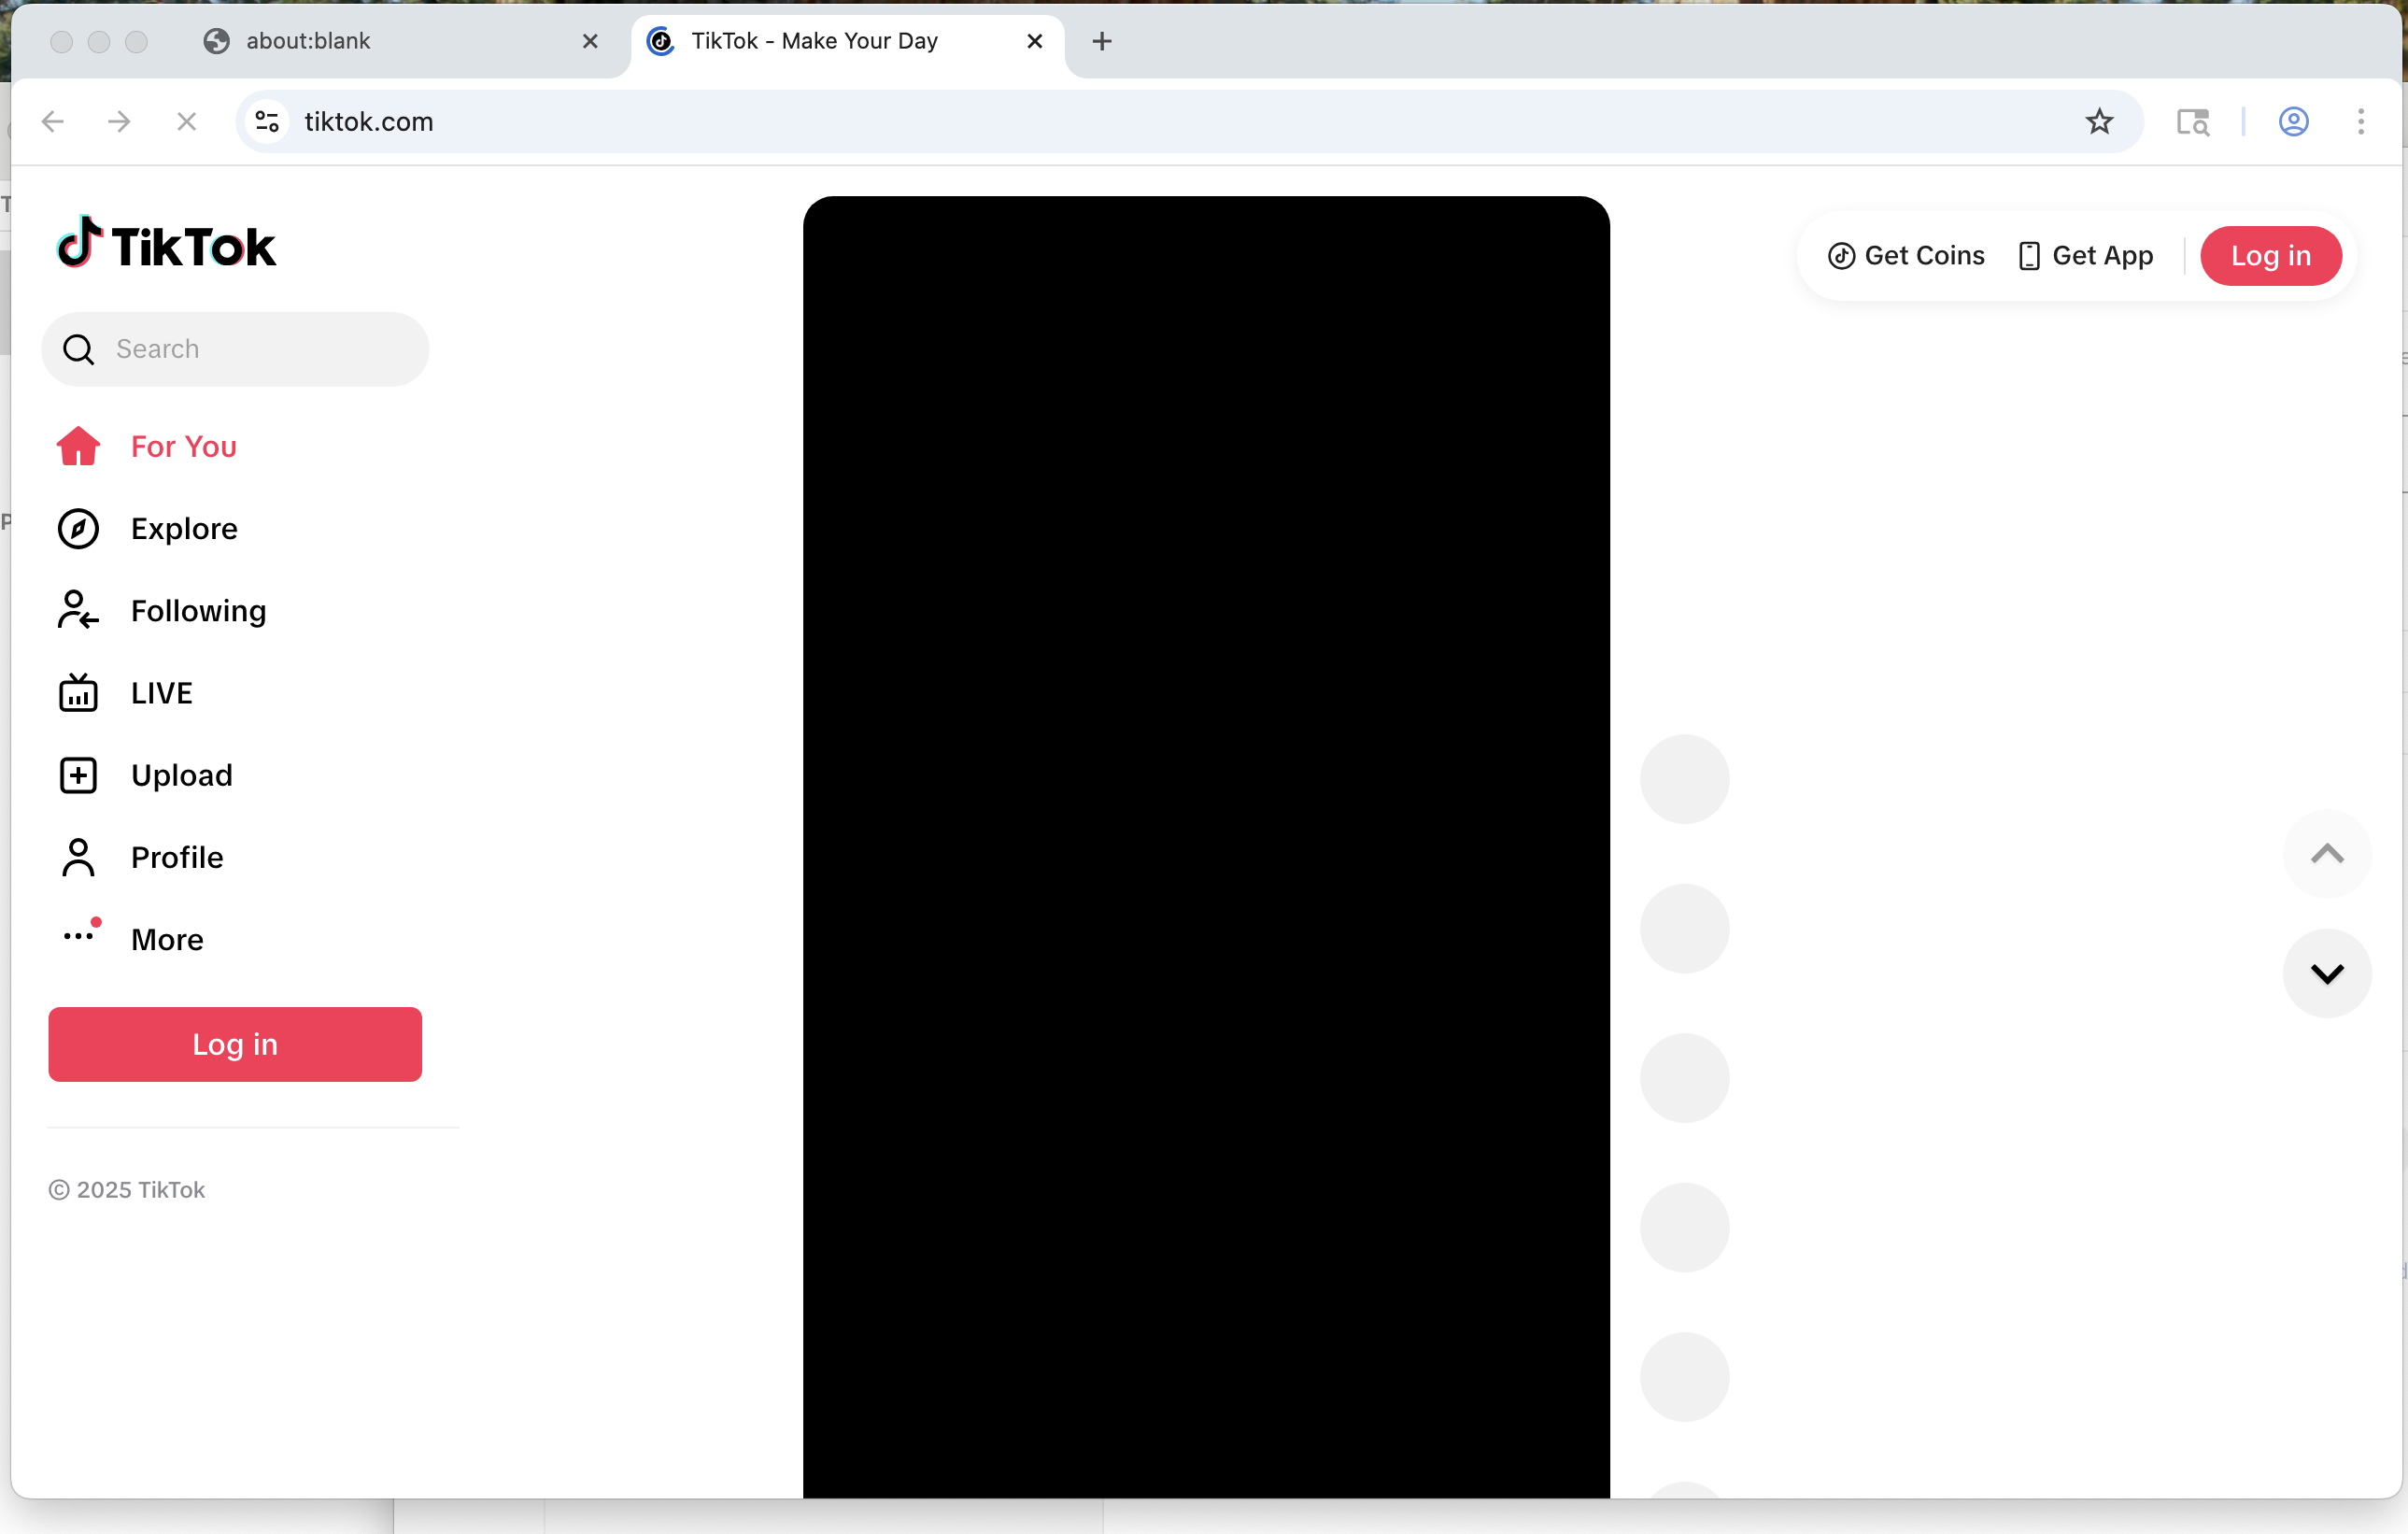 about:blank
TikTok - Make Your Day
tiktok.com
TikTok
Get Coins
Get App
Log in
Search
For You
Explore
Following
LIVE
Upload
Profile
More
Log in
© 2025 TikTok